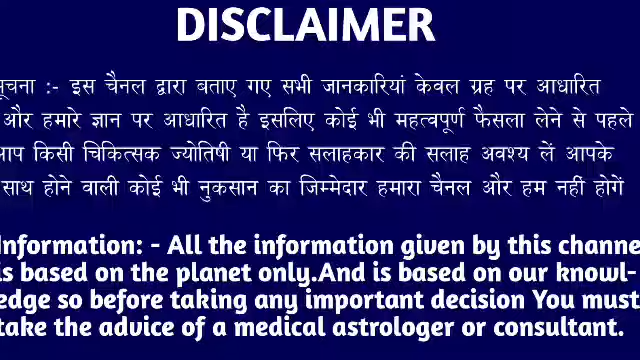 DISCLAIMER
सूचना :- इस चैनल द्वारा बताए गए सभी जानकारियां केवल ग्रह पर आधारित
और हमारे ज्ञान पर आधारित है इसलिए कोई भी महत्वपूर्ण फैसला लेने से पहले
आप किसी चिकित्सक ज्योतिषी या फिर सलाहकार की सलाह अवश्य लें आपके
साथ होने वाली कोई भी नुकसान का जिम्मेदार हमारा चैनल और हम नहीं होगें
Information: - All the information given by this channe
is based on the planet only.And is based on our knowl-
edge so before taking any important decision You must
take the advice of a medical astrologer or consultant.